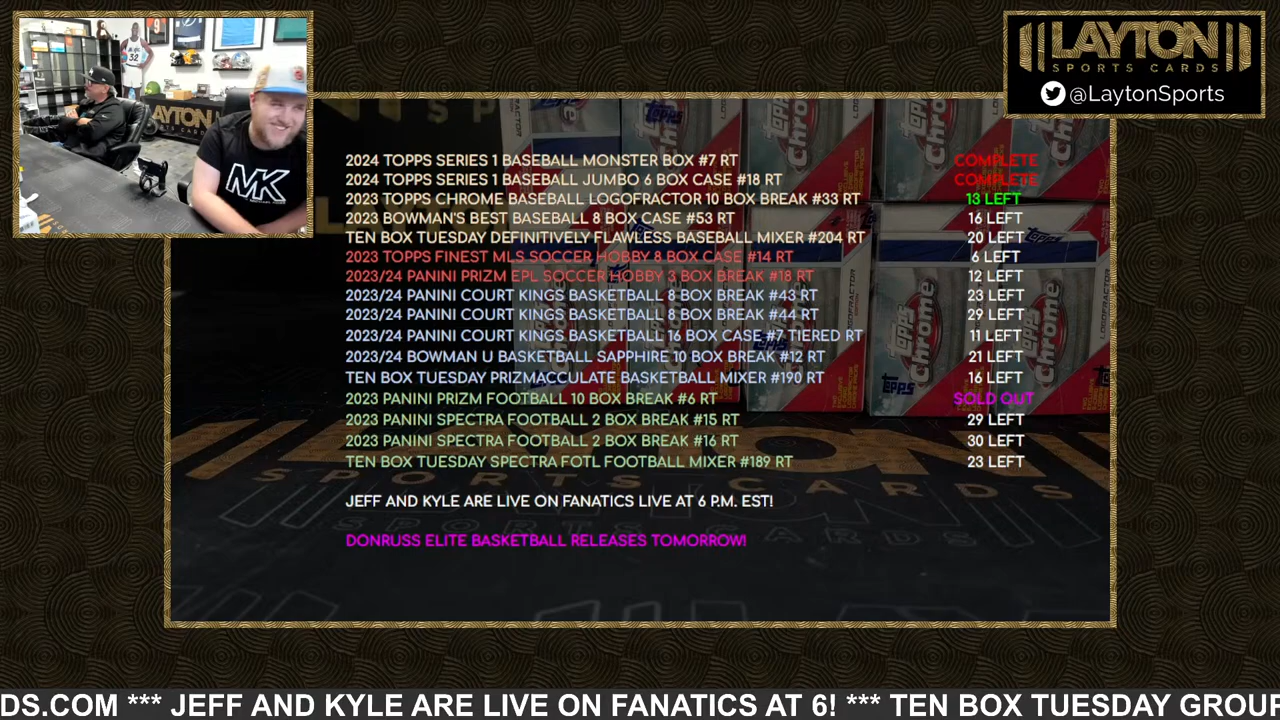 LAYTON
SPORTS CARDS
@LaytonSports
32
LAYTON
SPORTS CARDS
MK
2024 TOPPS SERIES 1 BASEBALL MONSTER BOX #7 RT COMPLETE
2024 TOPPS SERIES 1 BASEBALL JUMBO 6 BOX CASE #18 RT COMPLETE
2023 TOPPS CHROME BASEBALL LOGOFRACTOR 10 BOX BREAK #33 RT 13 LEFT
2023 BOWMAN'S BEST BASEBALL 8 BOX CASE #53 RT 16 LEFT
TEN BOX TUESDAY DEFINITIVELY FLAWLESS BASEBALL MIXER #204 RT 20 LEFT
2023 TOPPS FINEST MLS SOCCER HOBBY 8 BOX CASE #14 RT 6 LEFT
2023/24 PANINI PRIZM EPL SOCCER HOBBY 3 BOX BREAK #18 RT 12 LEFT
2023/24 PANINI COURT KINGS BASKETBALL 8 BOX BREAK #43 RT 23 LEFT
2023/24 PANINI COURT KINGS BASKETBALL 8 BOX BREAK #44 RT 29 LEFT
2023/24 PANINI COURT KINGS BASKETBALL 16 BOX CASE #7 TIERED RT 11 LEFT
2023/24 BOWMAN U BASKETBALL SAPPHIRE 10 BOX BREAK #12 RT 21 LEFT
TEN BOX TUESDAY PRIZMACCULATE BASKETBALL MIXER #190 RT 16 LEFT
2023 PANINI PRIZM FOOTBALL 10 BOX BREAK #6 RT SOLD OUT
2023 PANINI SPECTRA FOOTBALL 2 BOX BREAK #15 RT 29 LEFT
2023 PANINI SPECTRA FOOTBALL 2 BOX BREAK #16 RT 30 LEFT
TEN BOX TUESDAY SPECTRA FOTL FOOTBALL MIXER #189 RT 23 LEFT
JEFF AND KYLE ARE LIVE ON FANATICS LIVE AT 6 P.M. EST!
DONRUSS ELITE BASKETBALL RELEASES TOMORROW!
DS.COM *** JEFF AND KYLE ARE LIVE ON FANATICS AT 6! *** TEN BOX TUESDAY GROUP